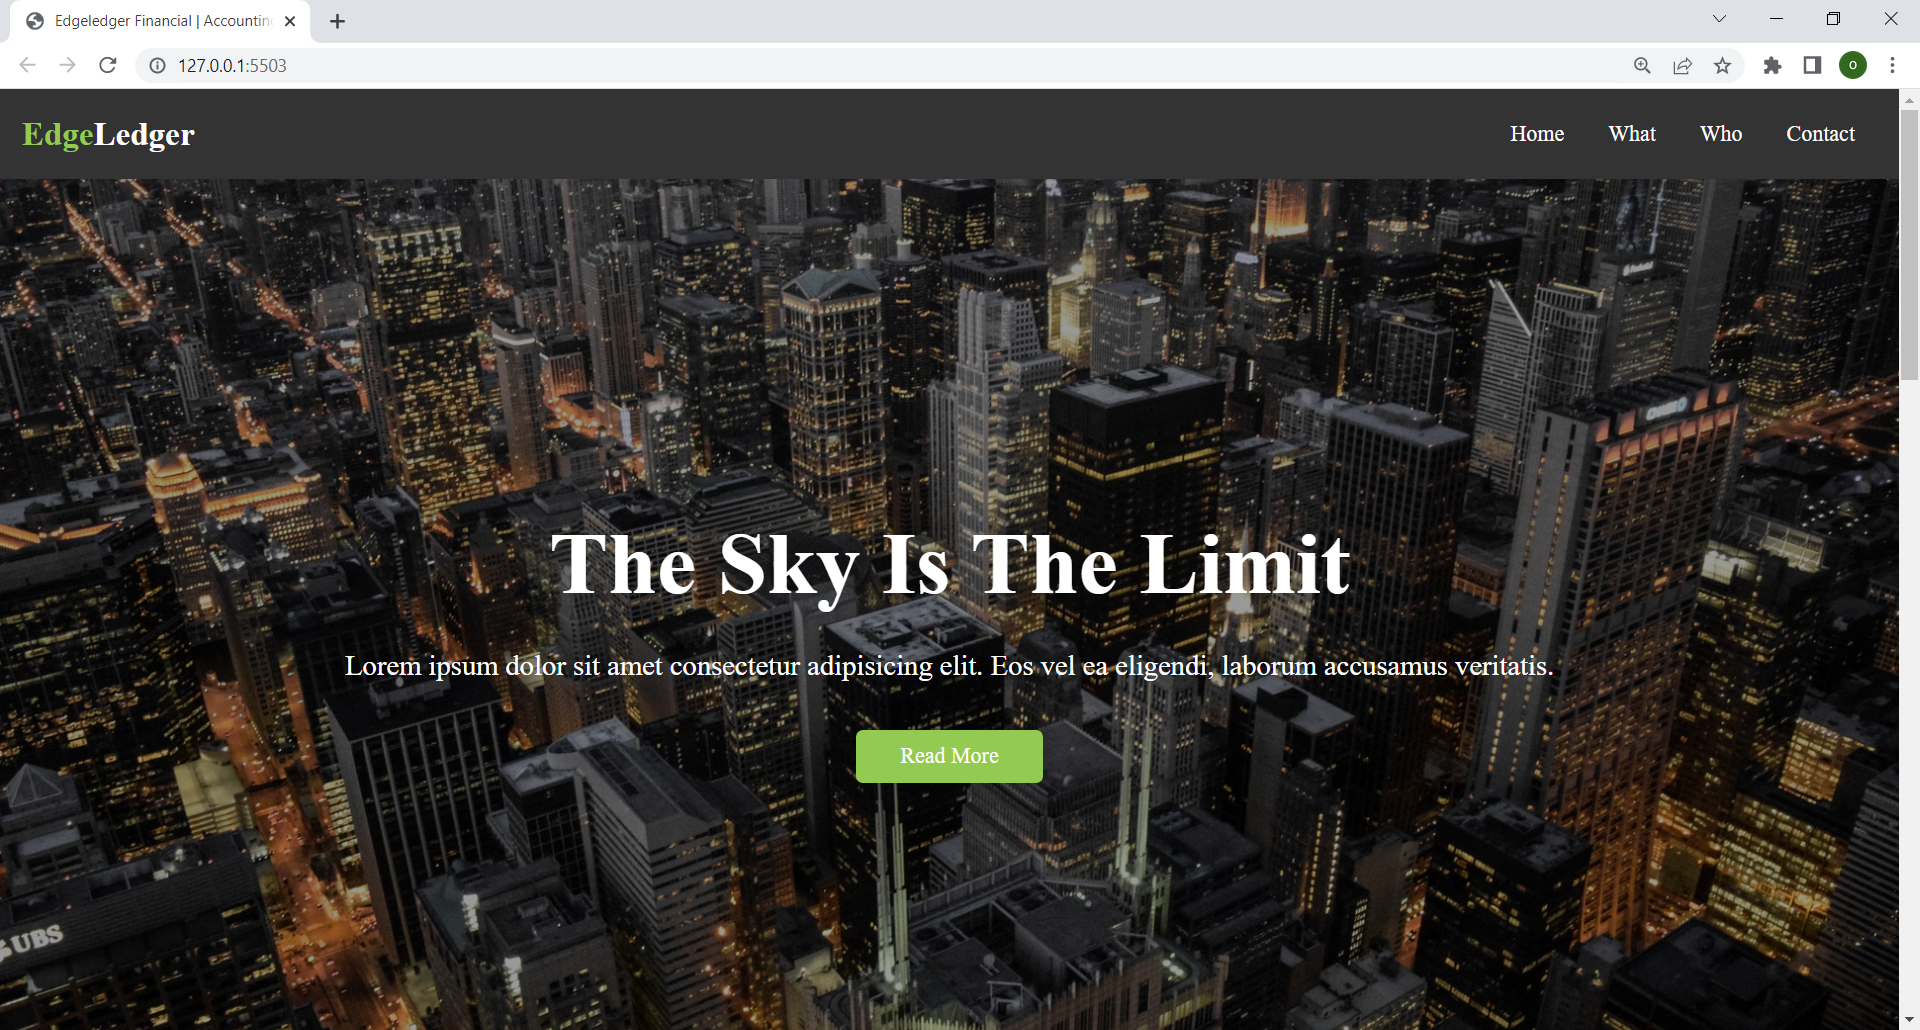 Edgeledger Financial | Accountin
127.0.0.1:5503
O
EdgeLedger
Home What Who Contact
The Sky Is The Limit
Lorem ipsum dolor sit amet consectetur adipisicing elit. Eos vel ea eligendi, laborum accusamus veritatis.
Read More
UBS